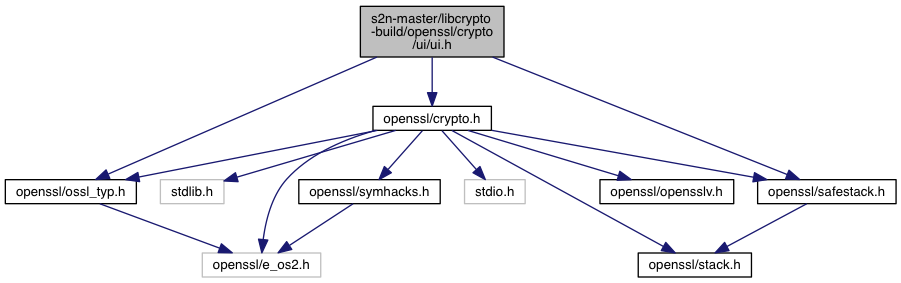 s2n-master/libcrypto
-build/openssl/crypto
/ui/ui.h
openssl/crypto.h
openssl/ossl_typ.h
stdlib.h
openssl/symhacks.h
stdio.h
openssl/opensslv.h
openssl/safestack.h
openssl/e_os2.h
openssl/stack.h